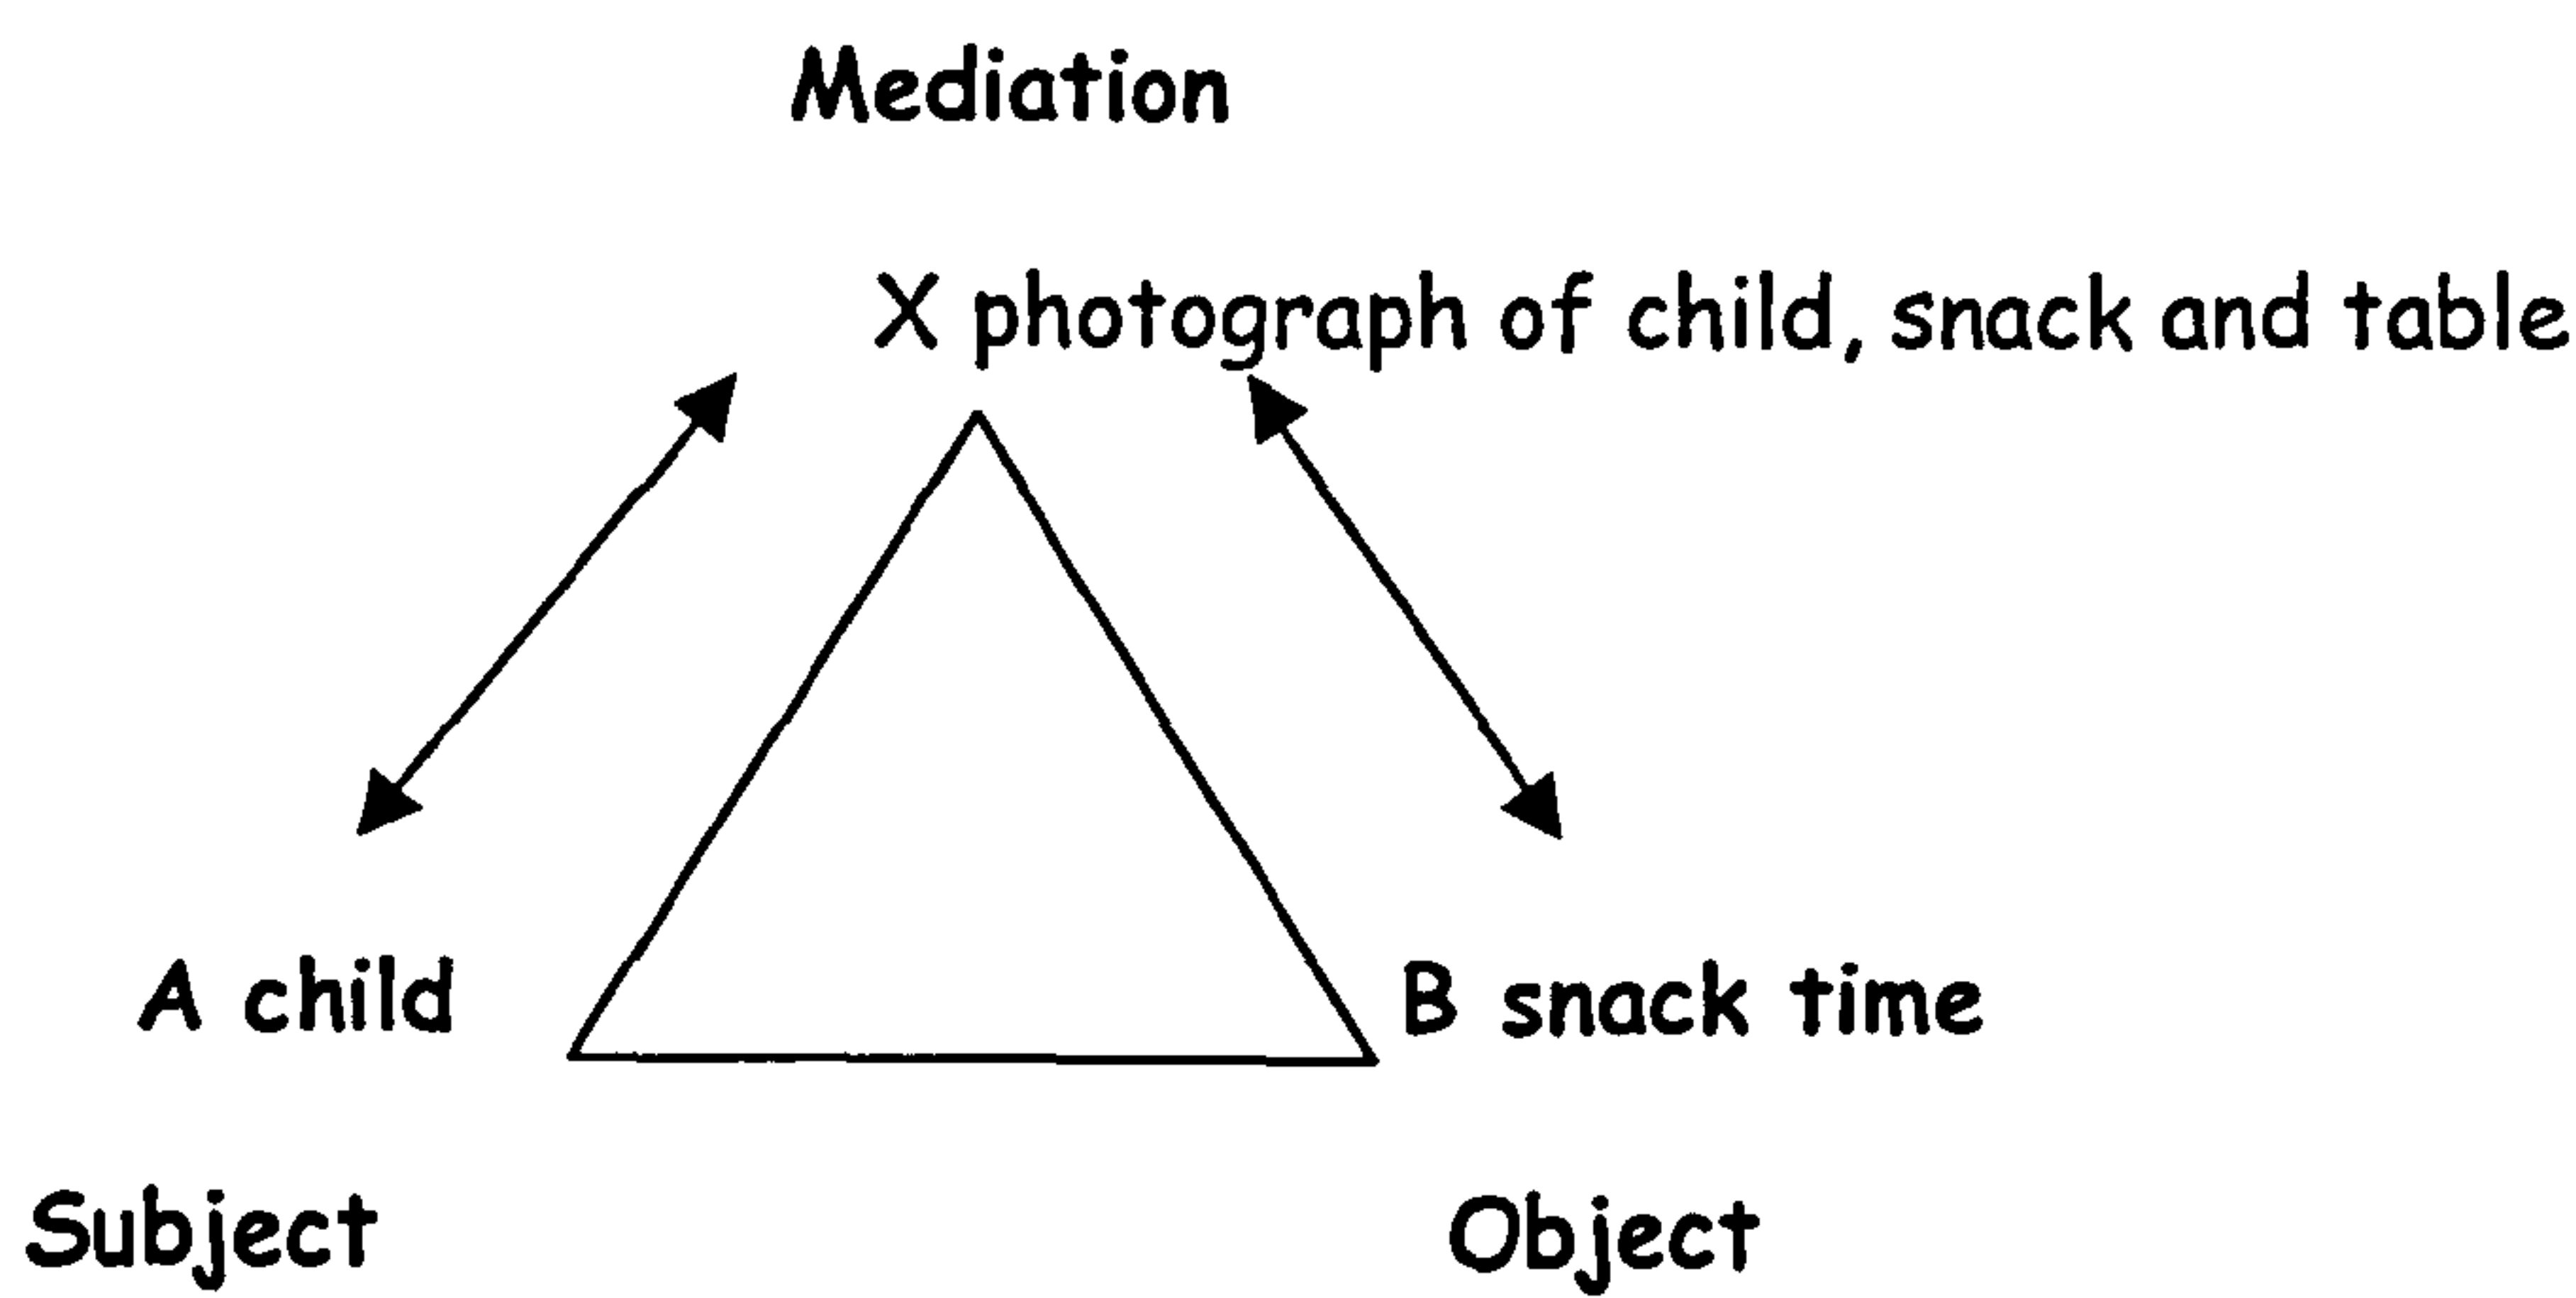 Mediation
X photograph of child, snack and table
A child
B snack time
Subject
Object